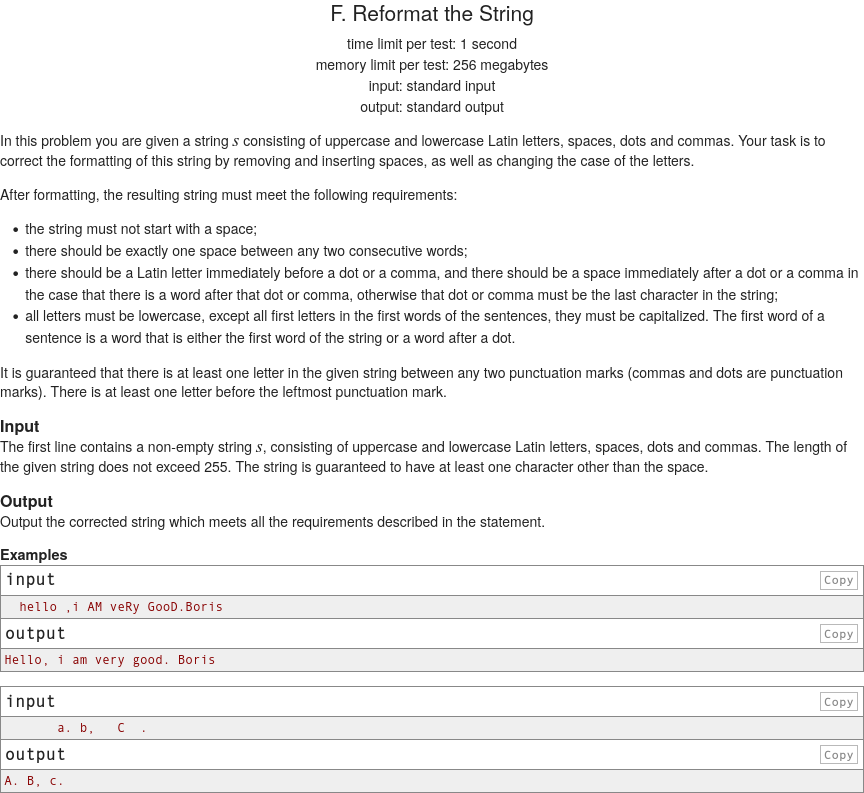 F. Reformat the String
time limit per test: 1 second
memory limit per test: 256 megabytes
input: standard input
output: standard output
In this problem you are given a string s consisting of uppercase and lowercase Latin letters, spaces, dots and commas. Your task is to
correct the formatting of this string by removing and inserting spaces, as well as changing the case of the letters.
After formatting, the resulting string must meet the following requirements:
• the string must not start with a space;
• there should be exactly one space between any two consecutive words;
• there should be a Latin letter immediately before a dot or a comma, and there should be a space immediately after a dot or a comma in
the case that there is a word after that dot or comma, otherwise that dot or comma must be the last character in the string;
• all letters must be lowercase, except all first letters in the first words of the sentences, they must be capitalized. The first word of a
sentence is a word that is either the first word of the string or a word after a dot.
It is guaranteed that there is at least one letter in the given string between any two punctuation marks (commas and dots are punctuation
marks). There is at least one letter before the leftmost punctuation mark.
Input
The first line contains a non-empty string s, consisting of uppercase and lowercase Latin letters, spaces, dots and commas. The length of
the given string does not exceed 255. The string is guaranteed to have at least one character other than the space.
Output
Output the corrected string which meets all the requirements described in the statement.
Examples
input Copy
  hello ,i AM veRy GooD.Boris
output Copy
Hello, i am very good. Boris
input Copy
       a. b,   C  .
output Copy
A. B, c.